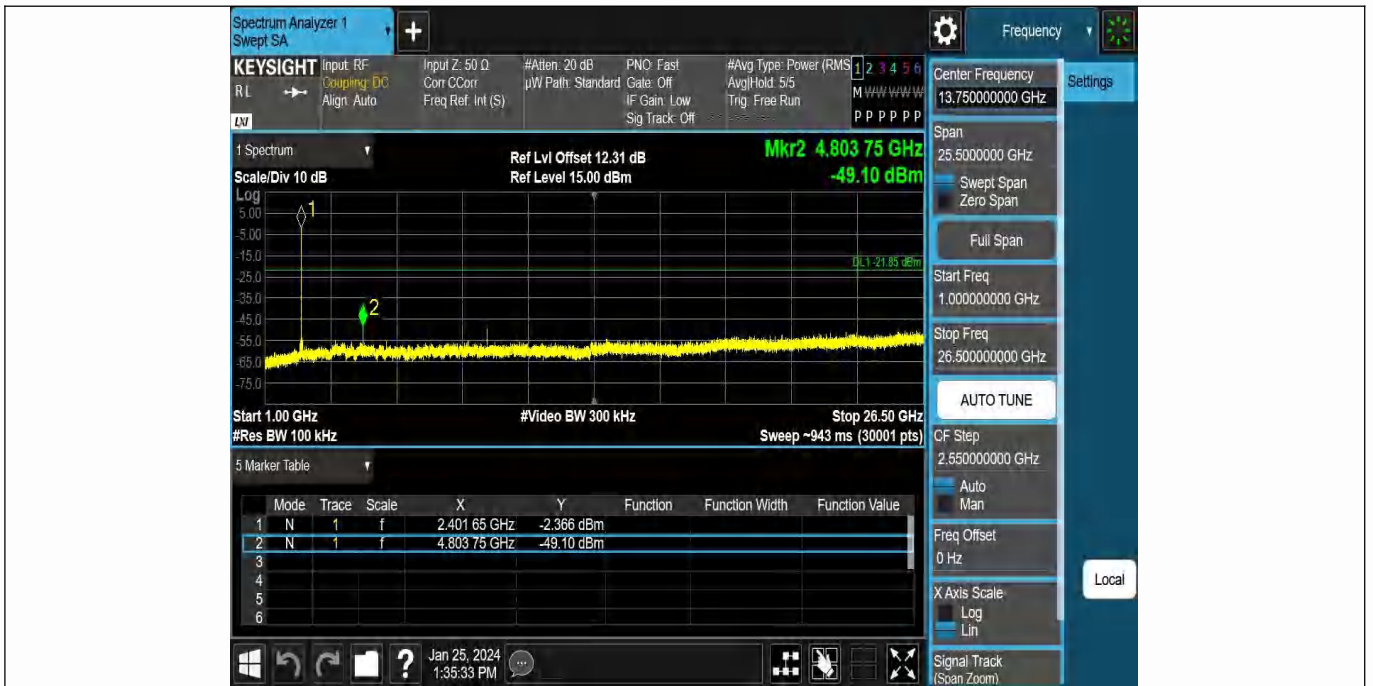 Spectrum Analyzer 1
Swept SA
Frequency
KEYSIGHT
RL
LXI
Input: RF
Coupling: DC
Align: Auto
Input Z: 50 Ω
Corr CCorr
Freq Ref: Int (S)
#Atten: 20 dB
µW Path: Standard
PNO: Fast
Gate: Off
IF Gain: Low
Sig Track: Off
#Avg Type: Power (RMS
Avg|Hold: 5/5
Trig: Free Run
1 2 3 4 5 6
M W W W W W
P P P P P P
1 Spectrum
Scale/Div 10 dB
Ref Lvl Offset 12.31 dB
Ref Level 15.00 dBm
Mkr2 4.803 75 GHz
-49.10 dBm
Log
5.00
-5.00
-15.0
-25.0
-35.0
-45.0
-55.0
-65.0
-75.0
1
2
DL1 -21.85 dBm
Start 1.00 GHz
#Video BW 300 kHz
Stop 26.50 GHz
#Res BW 100 kHz
Sweep ~943 ms (30001 pts)
5 Marker Table
Mode Trace Scale X Y Function Function Width Function Value
1 N 1 f 2.401 65 GHz -2.366 dBm
2 N 1 f 4.803 75 GHz -49.10 dBm
3
4
5
6
Jan 25, 2024
1:35:33 PM
Center Frequency
13.750000000 GHz
Settings
Span
25.5000000 GHz
Swept Span
Zero Span
Full Span
Start Freq
1.000000000 GHz
Stop Freq
26.500000000 GHz
AUTO TUNE
CF Step
2.550000000 GHz
Auto
Man
Freq Offset
0 Hz
X Axis Scale
Log
Lin
Local
Signal Track
(Span Zoom)